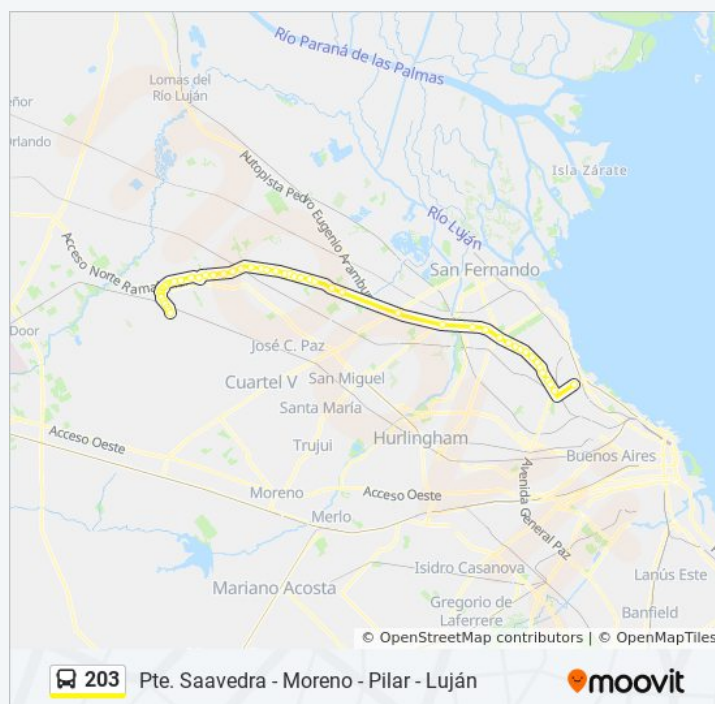 Río Paraná de las Palmas
Lomas del
Río Luján
eñor
Orlando
Isla Zárate
Autopista Pedro Eugenio Arambu
Río Luján
Acceso Norte Rama
San Fernando
Door
José C. Paz
Cuartel V
San Miguel
Santa María
Acceso Oeste
Trujui
Hurlingham
Buenos Aires
Moreno
Acceso Oeste
Avenida General Paz
Merlo
Isidro Casanova
Lanús Este
Mariano Acosta
Gregorio de
Laferrere
Banfield
© OpenStreetMap contributors | © OpenMapTiles
203 Pte. Saavedra - Moreno - Pilar - Luján
moovit